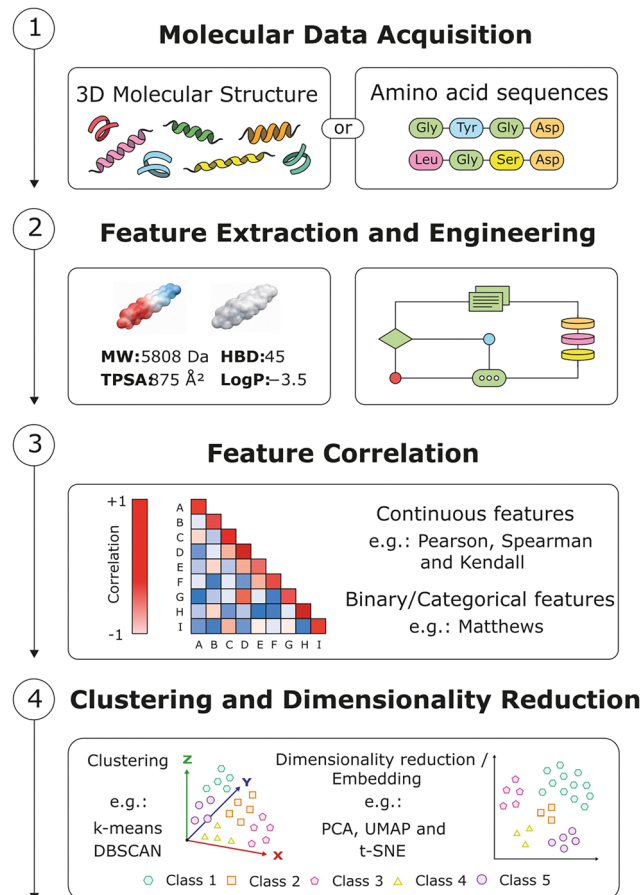 1
Molecular Data Acquisition
3D Molecular Structure
or
Amino acid sequences
Gly Tyr Gly Asp
Leu Gly Ser Asp
2
Feature Extraction and Engineering
MW:5808 Da HBD:45
TPSA:875 Å² LogP:−3.5
3
Feature Correlation
+1
Correlation
-1
A
B
C
D
E
F
G
H
I
A B C D E F G H I
Continuous features
e.g.: Pearson, Spearman
and Kendall
Binary/Categorical features
e.g.: Matthews
4
Clustering and Dimensionality Reduction
Clustering
e.g.:
k-means
DBSCAN
Z
Y
X
Dimensionality reduction /
Embedding
e.g.:
PCA, UMAP and
t-SNE
Class 1 Class 2 Class 3 Class 4 Class 5